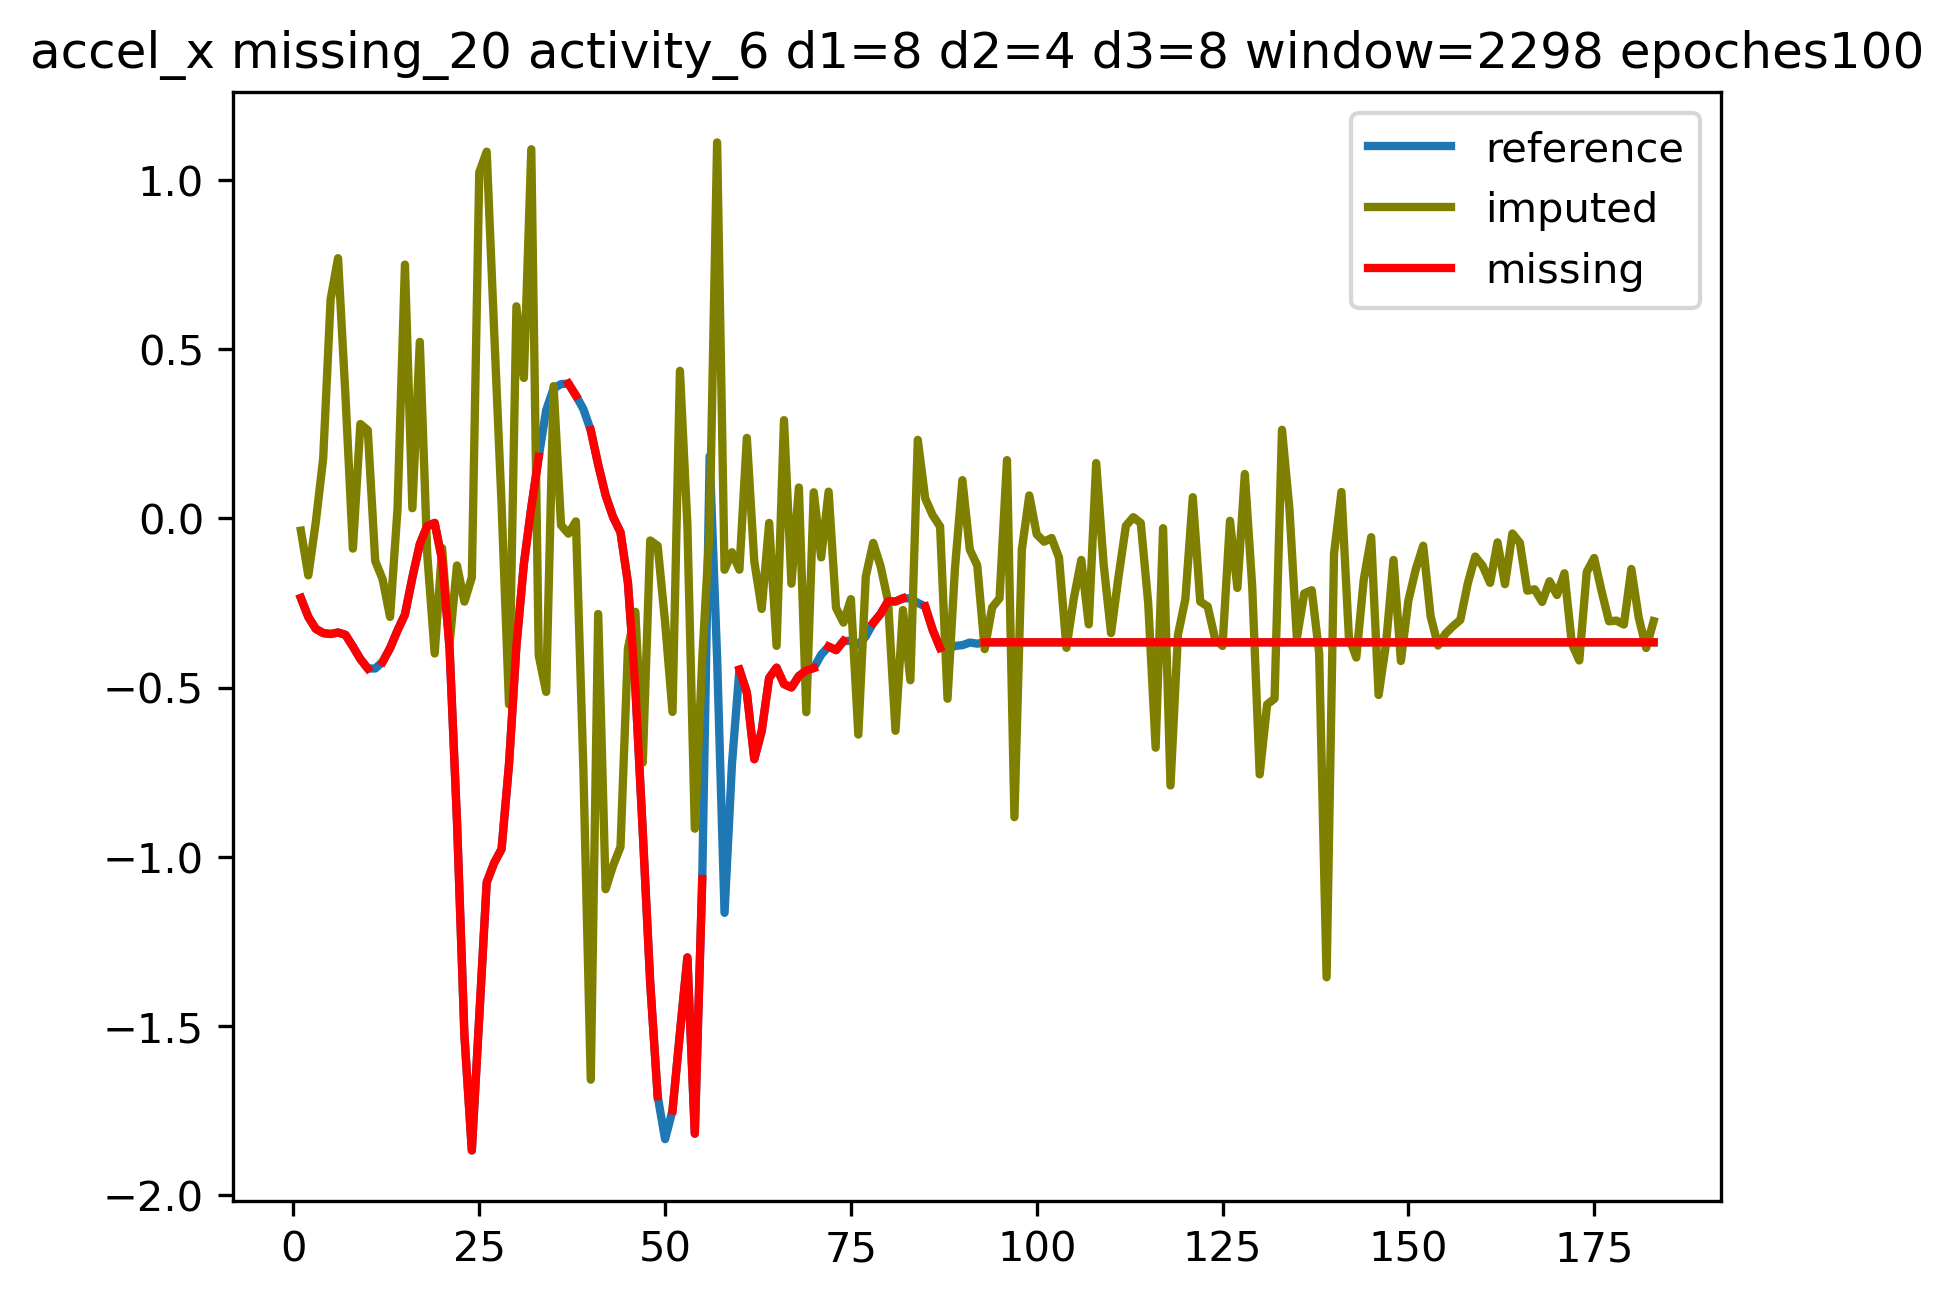 accel_x missing_20 activity_6 d1=8 d2=4 d3=8 window=2298 epoches100
reference
imputed
missing
1.0
0.5
0.0
−0.5
−1.0
−1.5
−2.0
0 25 50 75 100 125 150 175